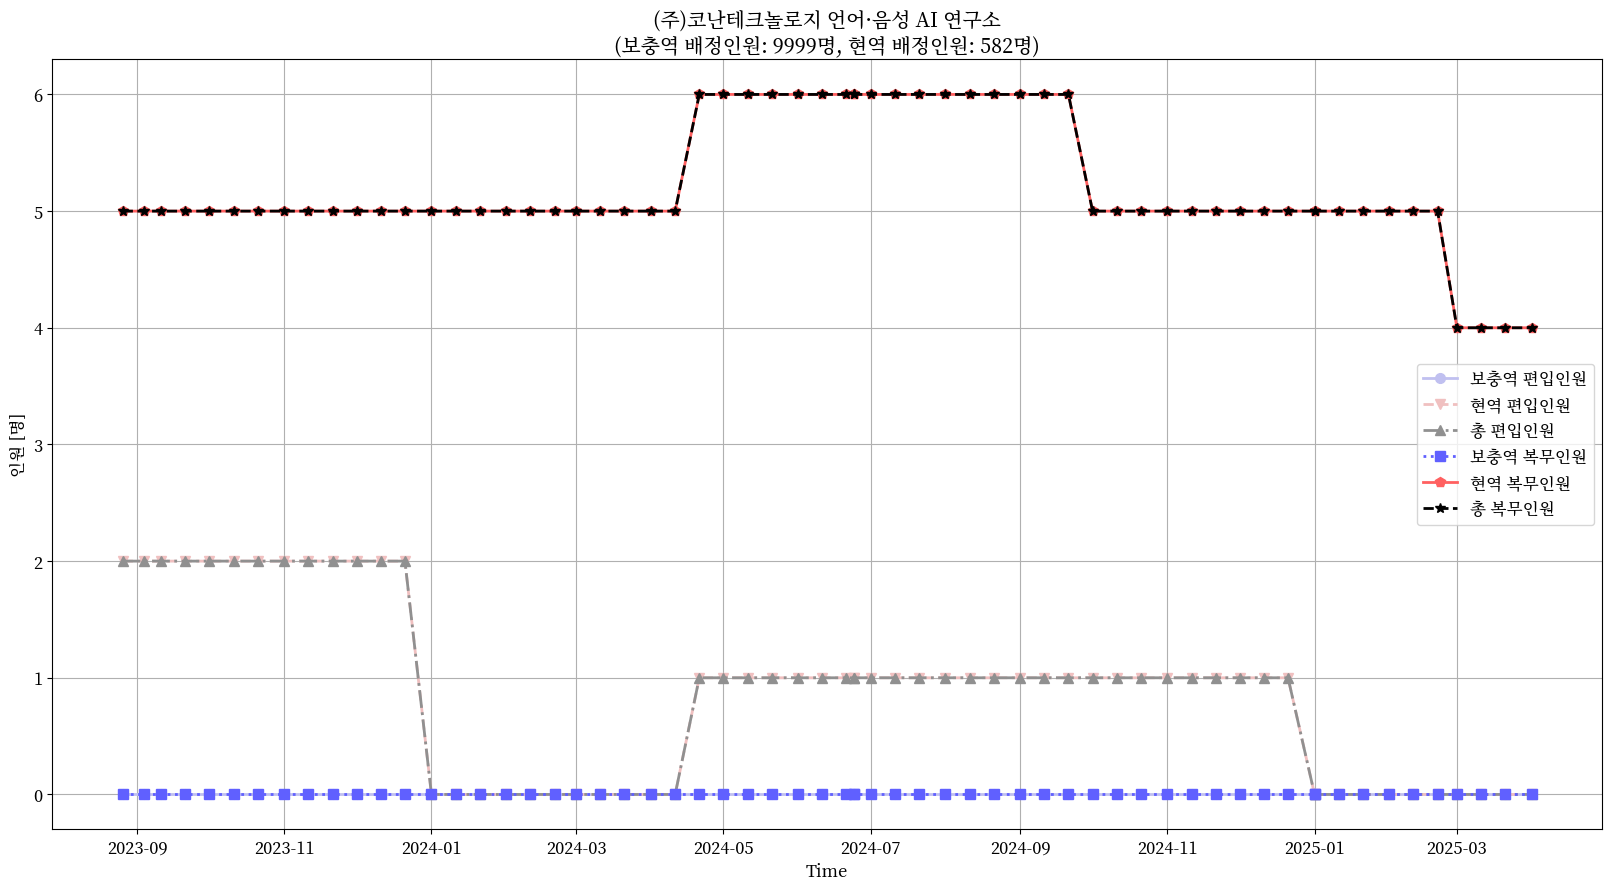 (주)코난테크놀로지 언어·음성 AI 연구소
(보충역 배정인원: 9999명, 현역 배정인원: 582명)
인원 [명]
6
5
4
3
2
1
0
보충역 편입인원
현역 편입인원
총 편입인원
보충역 복무인원
현역 복무인원
총 복무인원
2023-09
2023-11
2024-01
2024-03
2024-05
2024-07
2024-09
2024-11
2025-01
2025-03
Time